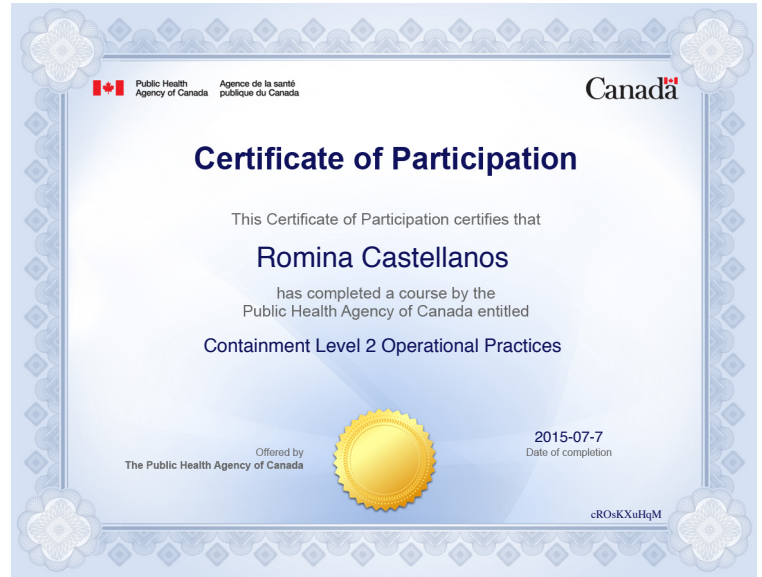 Public Health
Agency of Canada
Agence de la santé
publique du Canada
Canada
Certificate of Participation
This Certificate of Participation certifies that
Romina Castellanos
has completed a course by the
Public Health Agency of Canada entitled
Containment Level 2 Operational Practices
Offered by
The Public Health Agency of Canada
2015-07-7
Date of completion
cROsKXuHqM